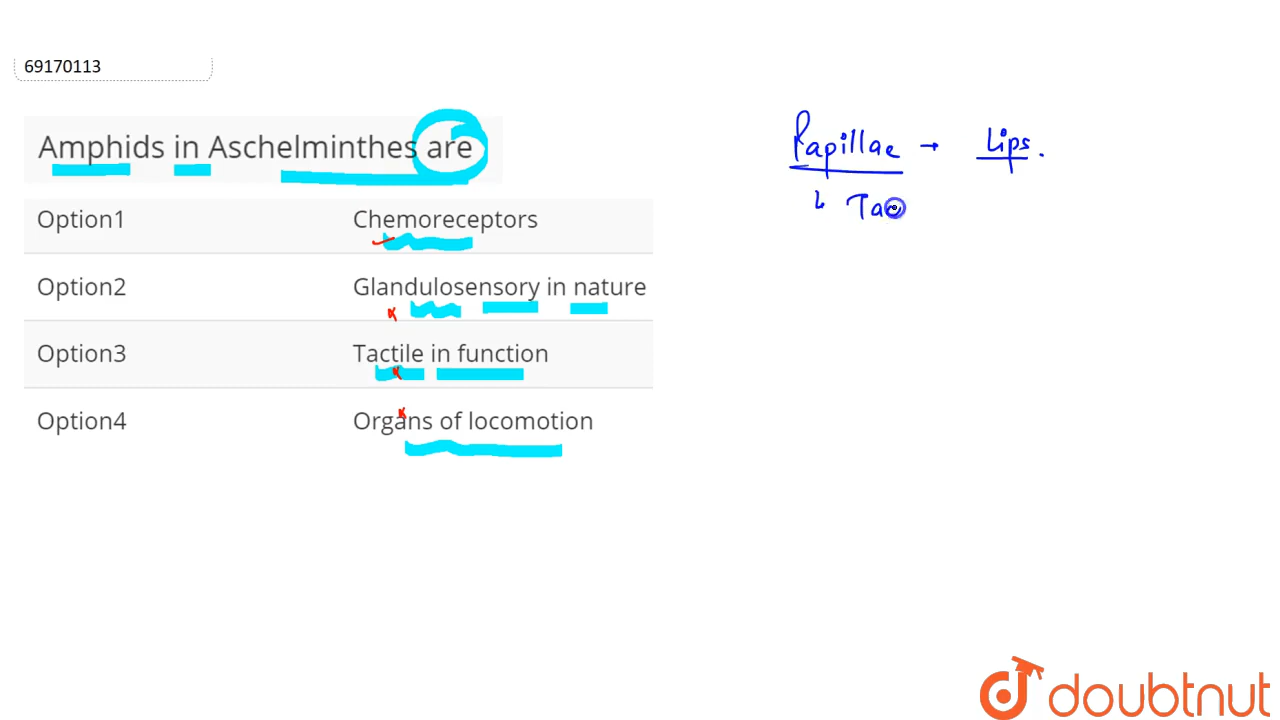 69170113
Amphids in Aschelminthes are
Option1 Chemoreceptors
Option2 Glandulosensory in nature
Option3 Tactile in function
Option4 Organs of locomotion
Papillae → Lips.
↳ Tac
doubtnut